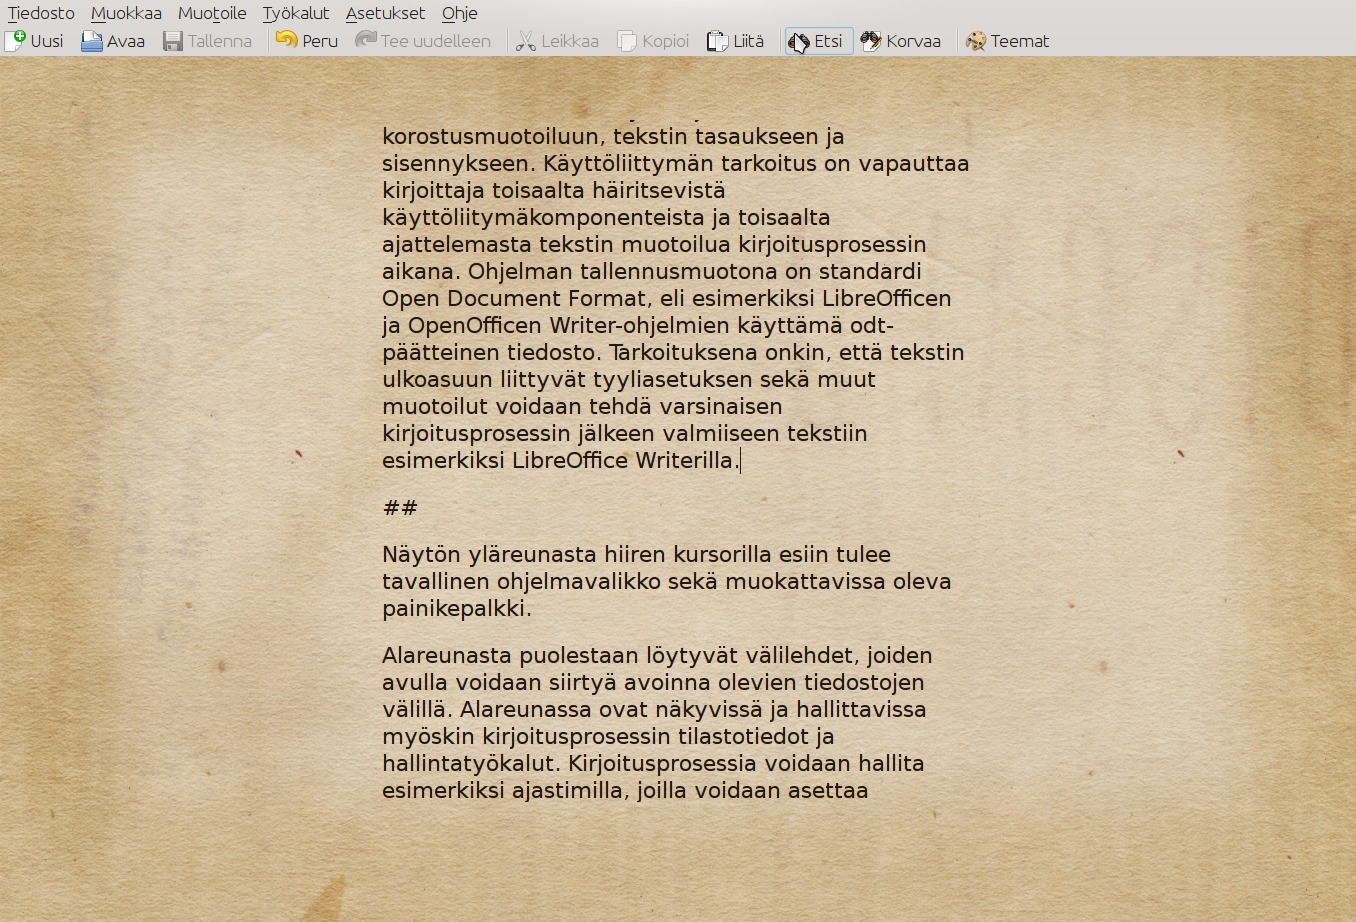 Tiedosto Muokkaa Muotoile Työkalut Asetukset Ohje
Uusi Avaa Tallenna Peru Tee uudelleen Leikkaa Kopioi Liitä Etsi Korvaa Teemat
korostusmuotoiluun, tekstin tasaukseen ja
sisennykseen. Käyttöliittymän tarkoitus on vapauttaa
kirjoittaja toisaalta häiritsevistä
käyttöliitymäkomponenteista ja toisaalta
ajattelemasta tekstin muotoilua kirjoitusprosessin
aikana. Ohjelman tallennusmuotona on standardi
Open Document Format, eli esimerkiksi LibreOfficen
ja OpenOfficen Writer-ohjelmien käyttämä odt-
päätteinen tiedosto. Tarkoituksena onkin, että tekstin
ulkoasuun liittyvät tyyliasetuksen sekä muut
muotoilut voidaan tehdä varsinaisen
kirjoitusprosessin jälkeen valmiiseen tekstiin
esimerkiksi LibreOffice Writerilla.
##
Näytön yläreunasta hiiren kursorilla esiin tulee
tavallinen ohjelmavalikko sekä muokattavissa oleva
painikepalkki.
Alareunasta puolestaan löytyvät välilehdet, joiden
avulla voidaan siirtyä avoinna olevien tiedostojen
välillä. Alareunassa ovat näkyvissä ja hallittavissa
myöskin kirjoitusprosessin tilastotiedot ja
hallintatyökalut. Kirjoitusprosessia voidaan hallita
esimerkiksi ajastimilla, joilla voidaan asettaa